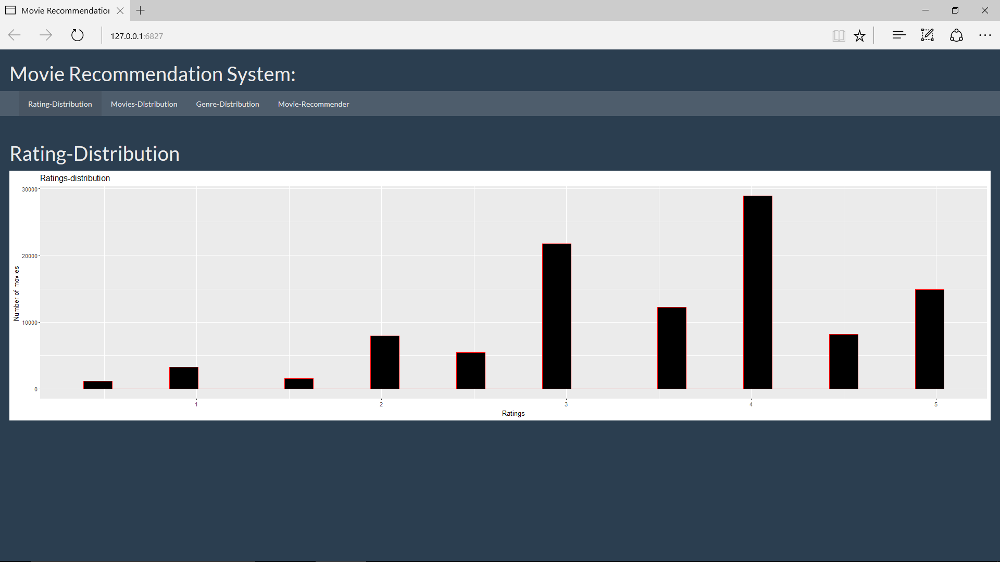 Movie Recommendation
127.0.0.1:6827
Movie Recommendation System:
Rating-Distribution Movies-Distribution Genre-Distribution Movie-Recommender
Rating-Distribution
Ratings-distribution
30000
20000
10000
0
Number of movies
1 2 3 4 5
Ratings